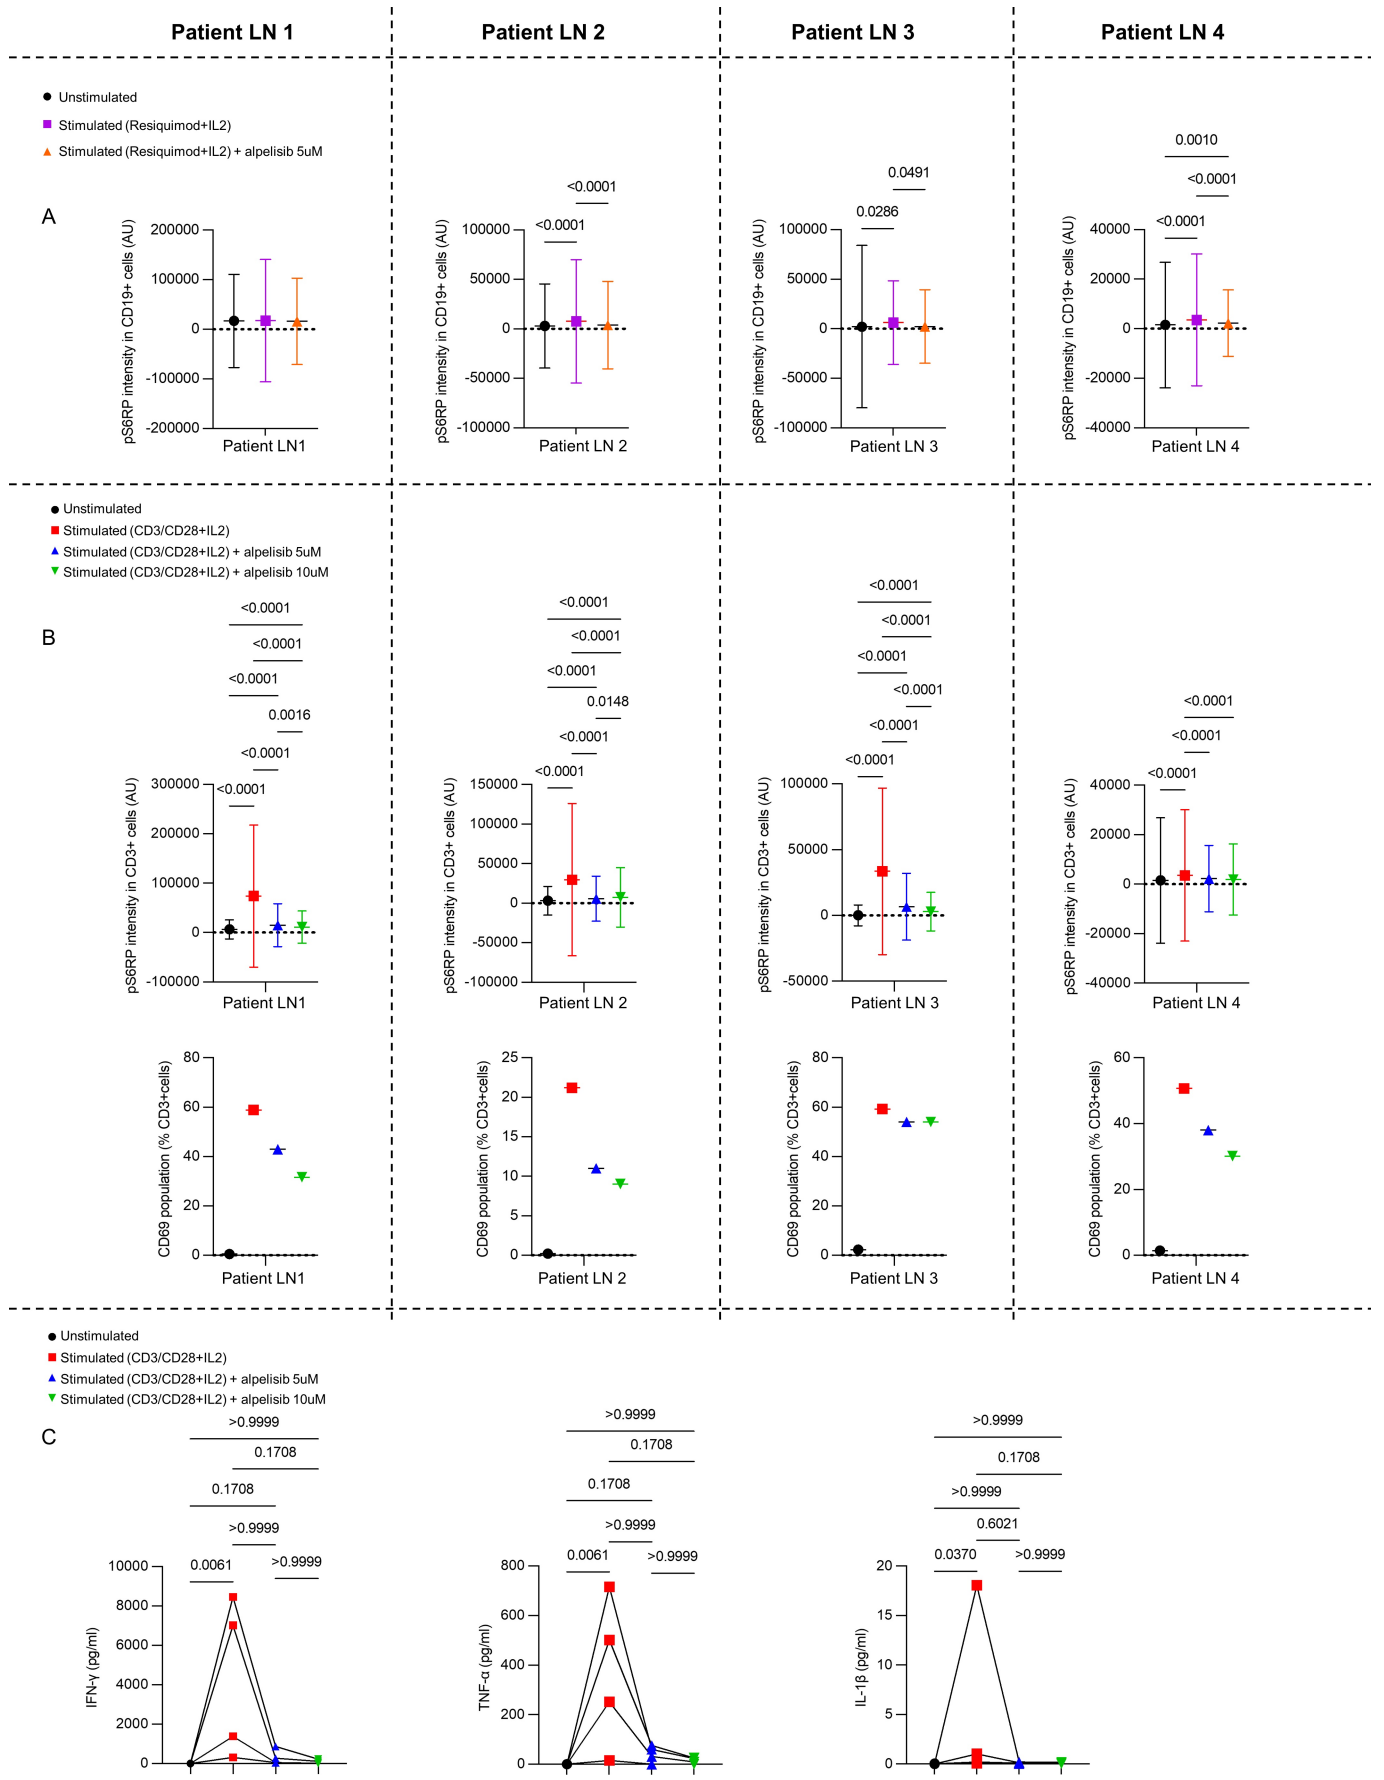 Patient LN 1
Patient LN 2
Patient LN 3
Patient LN 4
Unstimulated
Stimulated (Resiquimod+IL2)
Stimulated (Resiquimod+IL2) + alpelisib 5uM
A
pS6RP intensity in CD19+ cells (AU)
200000
100000
0
-100000
-200000
Patient LN1
<0.0001
<0.0001
pS6RP intensity in CD19+ cells (AU)
100000
50000
0
-50000
-100000
Patient LN 2
0.0491
0.0286
pS6RP intensity in CD19+ cells (AU)
100000
50000
0
-50000
-100000
Patient LN 3
0.0010
<0.0001
<0.0001
pS6RP intensity in CD19+ cells (AU)
40000
20000
0
-20000
-40000
Patient LN 4
Unstimulated
Stimulated (CD3/CD28+IL2)
Stimulated (CD3/CD28+IL2) + alpelisib 5uM
Stimulated (CD3/CD28+IL2) + alpelisib 10uM
B
<0.0001
<0.0001
<0.0001
0.0016
<0.0001
<0.0001
pS6RP intensity in CD3+ cells (AU)
300000
200000
100000
0
-100000
Patient LN1
<0.0001
<0.0001
<0.0001
0.0148
<0.0001
<0.0001
pS6RP intensity in CD3+ cells (AU)
150000
100000
50000
0
-50000
-100000
Patient LN 2
<0.0001
<0.0001
<0.0001
<0.0001
<0.0001
<0.0001
pS6RP intensity in CD3+ cells (AU)
100000
50000
0
-50000
Patient LN 3
<0.0001
<0.0001
<0.0001
pS6RP intensity in CD3+ cells (AU)
40000
20000
0
-20000
-40000
Patient LN 4
CD69 population (% CD3+cells)
80
60
40
20
0
Patient LN1
CD69 population (% CD3+cells)
25
20
15
10
5
0
Patient LN 2
CD69 population (% CD3+cells)
80
60
40
20
0
Patient LN 3
CD69 population (% CD3+cells)
60
40
20
0
Patient LN 4
Unstimulated
Stimulated (CD3/CD28+IL2)
Stimulated (CD3/CD28+IL2) + alpelisib 5uM
Stimulated (CD3/CD28+IL2) + alpelisib 10uM
C
>0.9999
0.1708
0.1708
>0.9999
0.0061
>0.9999
IFN-γ (pg/ml)
10000
8000
6000
4000
2000
0
>0.9999
0.1708
0.1708
>0.9999
0.0061
>0.9999
TNF-α (pg/ml)
800
600
400
200
0
>0.9999
0.1708
>0.9999
0.6021
0.0370
>0.9999
IL-1β (pg/ml)
20
15
10
5
0